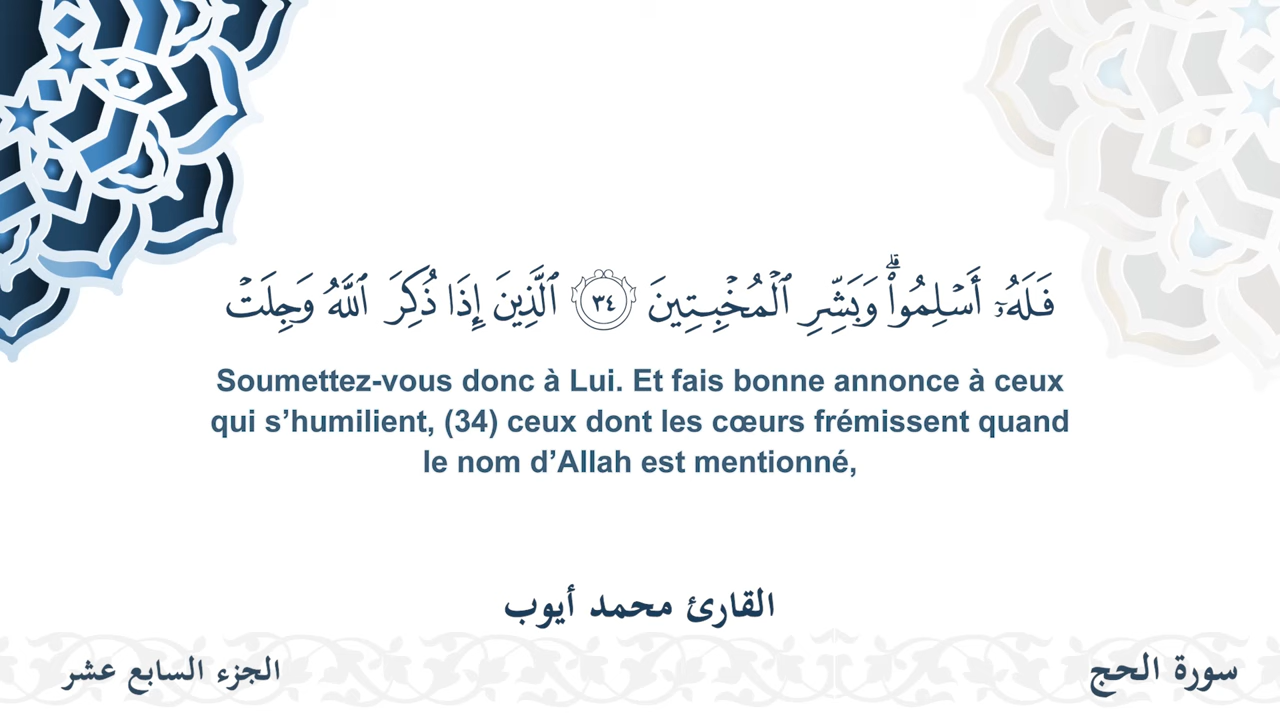 فَلَهُۥٓ أَسۡلِمُواْۗ وَبَشِّرِ ٱلۡمُخۡبِتِينَ ٣٤ ٱلَّذِينَ إِذَا ذُكِرَ ٱللَّهُ وَجِلَتۡ
Soumettez-vous donc à Lui. Et fais bonne annonce à ceux
qui s’humilient, (34) ceux dont les cœurs frémissent quand
le nom d’Allah est mentionné,
القارئ محمد أيوب
سورة الحج
الجزء السابع عشر